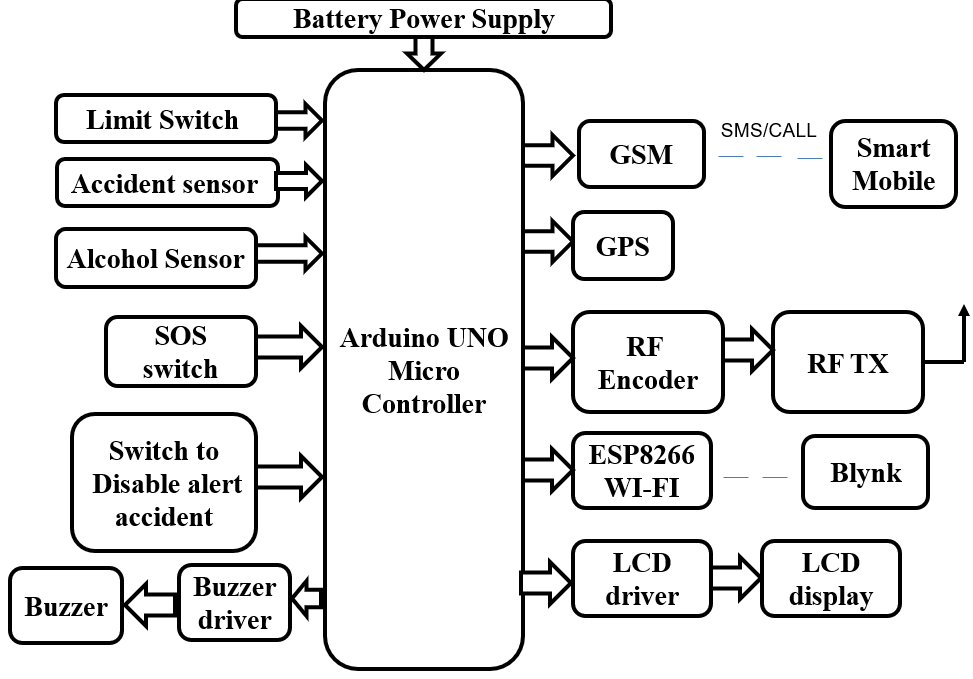 Battery Power Supply
Limit Switch
Accident sensor
Alcohol Sensor
SOS
switch
Switch to
Disable alert
accident
Buzzer
Buzzer
driver
Arduino UNO
Micro
Controller
GSM
SMS/CALL
Smart
Mobile
GPS
RF
Encoder
RF TX
ESP8266
WI-FI
Blynk
LCD
driver
LCD
display